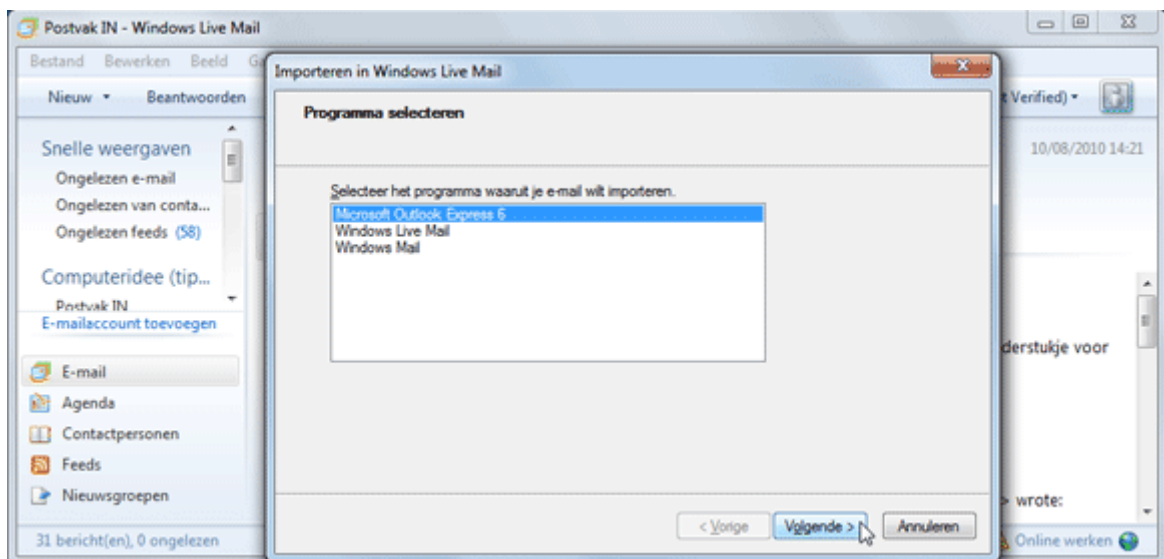 Postvak IN - Windows Live Mail
Bestand Bewerken Beeld
Nieuw Beantwoorden
Verified)
Snelle weergaven
Ongelezen e-mail
Ongelezen van conta...
Ongelezen feeds (58)
Computeridee (tip...
Postvak IN
E-mailaccount toevoegen
E-mail
Agenda
Contactpersonen
Feeds
Nieuwsgroepen
31 bericht(en), 0 ongelezen
Importeren in Windows Live Mail
Programma selecteren
Selecteer het programma waaruit je e-mail wilt importeren.
Microsoft Outlook Express 6
Windows Live Mail
Windows Mail
< Vorige Volgende > Annuleren
10/08/2010 14:21
derstukje voor
> wrote:
Online werken